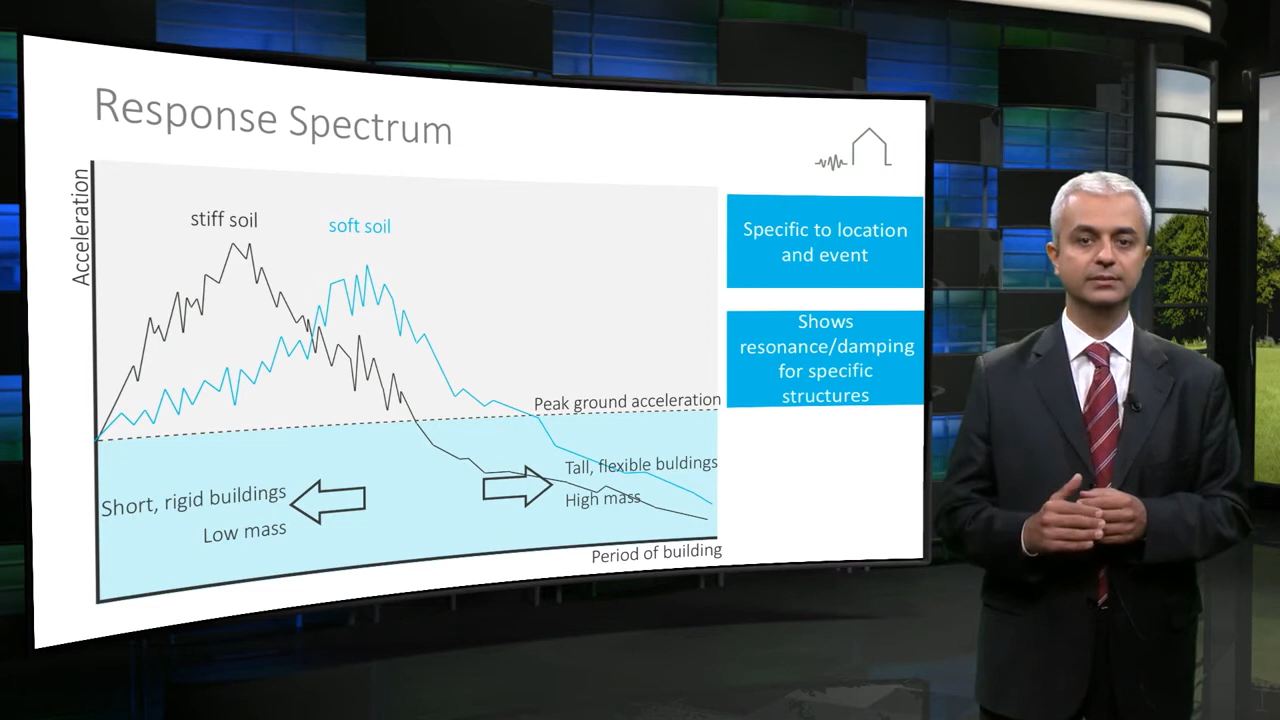 Response Spectrum
Acceleration
stiff soil
soft soil
Peak ground acceleration
Short, rigid buildings
Low mass
Tall, flexible buldings
High mass
Period of building
Specific to location
and event
Shows
resonance/damping
for specific
structures